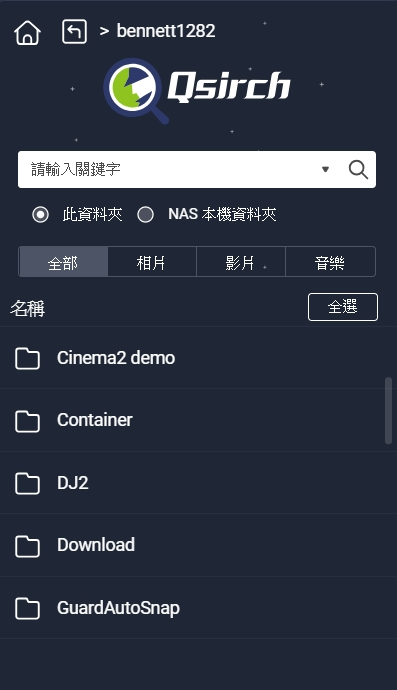 > bennett1282
Qsirch
請輸入關鍵字
此資料夾 NAS 本機資料夾
全部 相片 影片 音樂
名稱 全選
Cinema2 demo
Container
DJ2
Download
GuardAutoSnap